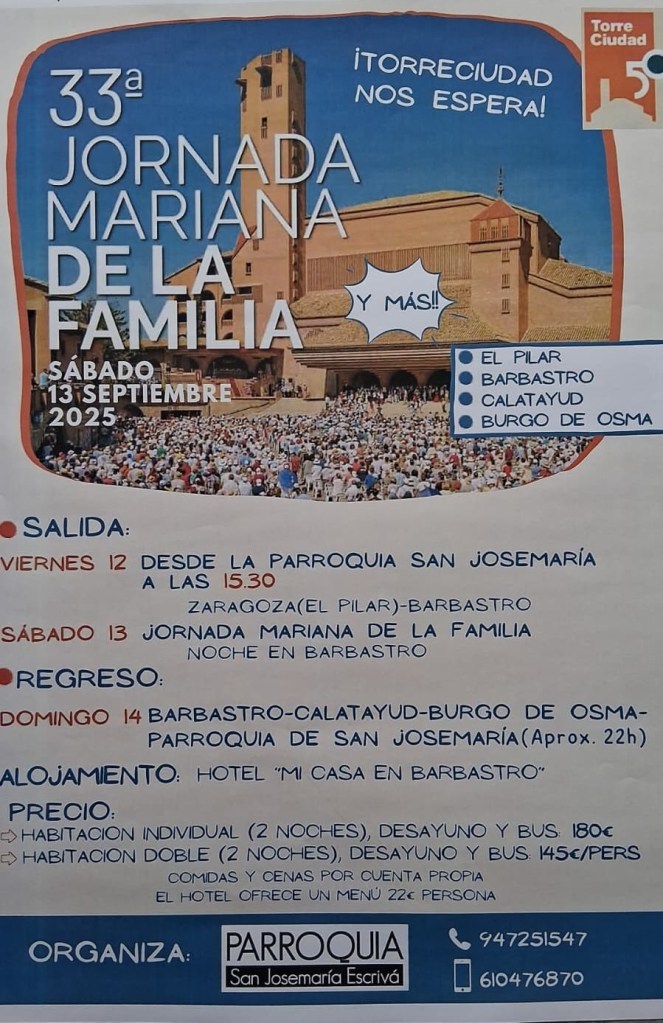 33ª
JORNADA
MARIANA
DE LA
FAMILIA
SÁBADO
13 SEPTIEMBRE
2025
¡TORRECIUDAD
NOS ESPERA!
Torre
Ciudad
Y MÁS!!
EL PILAR
BARBASTRO
CALATAYUD
BURGO DE OSMA
SALIDA:
VIERNES 12 DESDE LA PARROQUIA SAN JOSEMARÍA
A LAS 15.30
ZARAGOZA(EL PILAR)-BARBASTRO
SÁBADO 13 JORNADA MARIANA DE LA FAMILIA
NOCHE EN BARBASTRO
REGRESO:
DOMINGO 14 BARBASTRO-CALATAYUD-BURGO DE OSMA-
PARROQUIA DE SAN JOSEMARÍA(Aprox. 22h)
ALOJAMIENTO: HOTEL "MI CASA EN BARBASTRO"
PRECIO:
⇨ HABITACION INDIVIDUAL (2 NOCHES), DESAYUNO Y BUS: 180€
⇨ HABITACION DOBLE (2 NOCHES), DESAYUNO Y BUS: 145€/PERS
COMIDAS Y CENAS POR CUENTA PROPIA
EL HOTEL OFRECE UN MENÚ 22€ PERSONA
ORGANIZA:
PARROQUIA
San Josemaría Escrivá
947251547
610476870